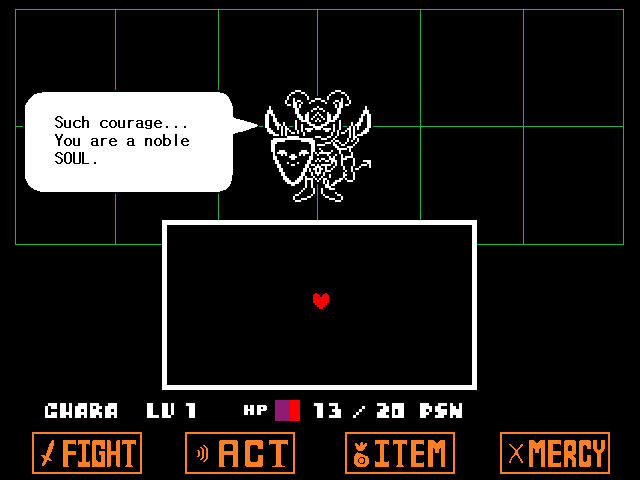 Such courage...
You are a noble
SOUL.
CHARA LV 1 HP 13 / 20 PSN
FIGHT ACT ITEM MERCY